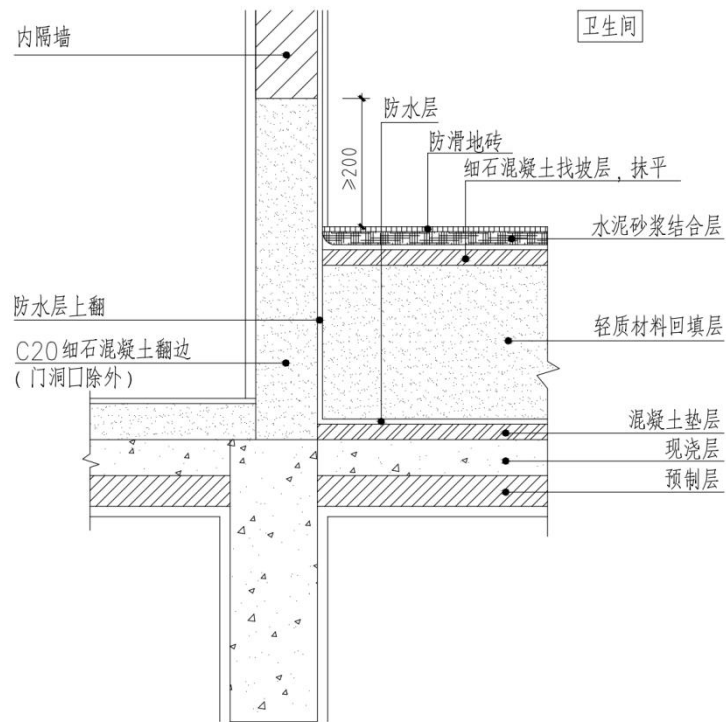 卫生间
内隔墙
防水层
防滑地砖
细石混凝土找坡层，抹平
≥200
水泥砂浆结合层
防水层上翻
轻质材料回填层
C20细石混凝土翻边
(门洞口除外)
混凝土垫层
现浇层
预制层